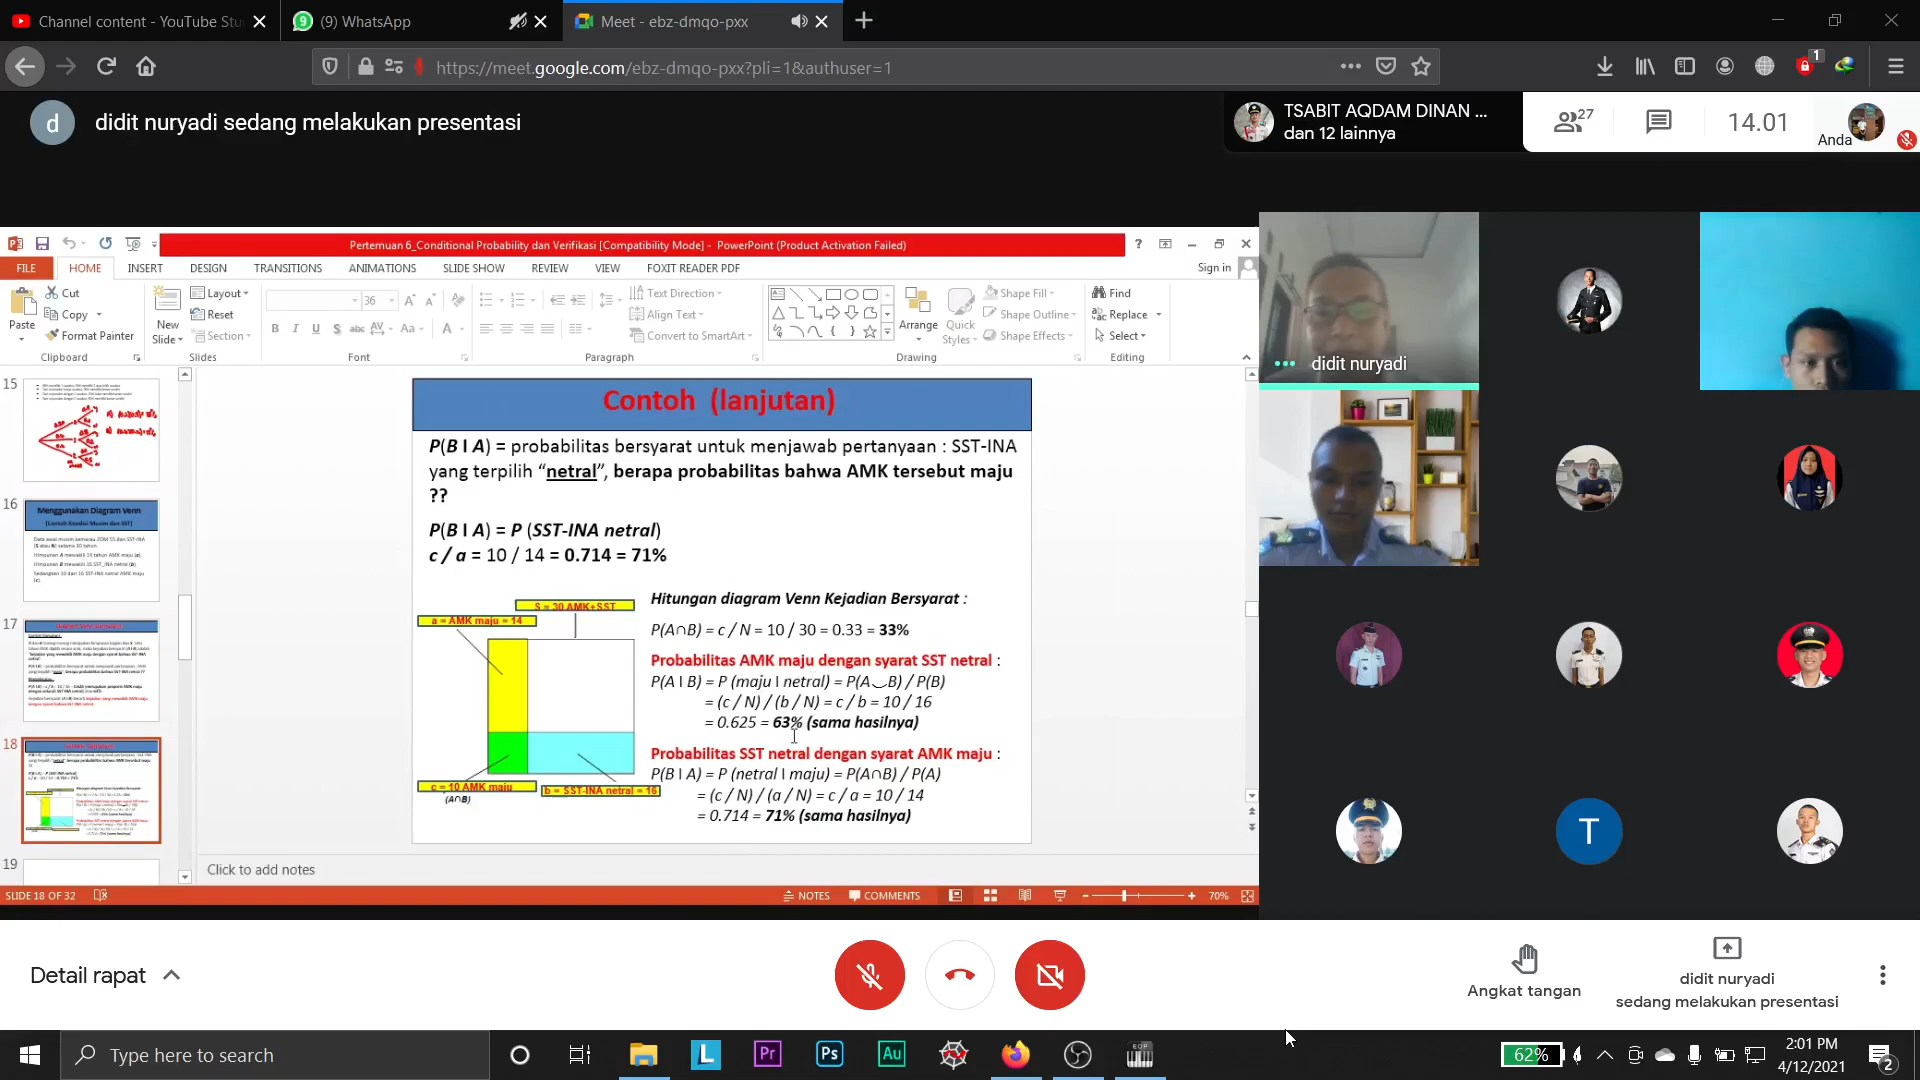 Channel content - YouTube Stu
(9) WhatsApp
Meet - ebz-dmqo-pxx
https://meet.google.com/ebz-dmqo-pxx?pli=1&authuser=1
1
d
didit nuryadi sedang melakukan presentasi
TSABIT AQDAM DINAN ...
dan 12 lainnya
27
14.01
Anda
Pertemuan 6_Conditional Probability dan Verifikasi [Compatibility Mode] - PowerPoint (Product Activation Failed)
FILE HOME INSERT DESIGN TRANSITIONS ANIMATIONS SLIDE SHOW REVIEW VIEW FOXIT READER PDF
Sign in
Paste
Cut
Copy
Format Painter
Clipboard
New Slide
Layout
Reset
Section
Slides
36
Font
Text Direction
Align Text
Convert to SmartArt
Paragraph
Arrange
Quick Styles
Shape Fill
Shape Outline
Shape Effects
Drawing
Find
Replace
Select
Editing
15
16
Menggunakan Diagram Venn
17
18
19
Contoh (lanjutan)
P(B I A) = probabilitas bersyarat untuk menjawab pertanyaan : SST-INA
yang terpilih “netral”, berapa probabilitas bahwa AMK tersebut maju
??
P(B I A) = P (SST-INA netral)
c / a = 10 / 14 = 0.714 = 71%
S = 30 AMK+SST
a = AMK maju = 14
c = 10 AMK maju
(A∩B)
b = SST-INA netral = 16
Hitungan diagram Venn Kejadian Bersyarat :
P(A∩B) = c / N = 10 / 30 = 0.33 = 33%
Probabilitas AMK maju dengan syarat SST netral :
P(A I B) = P (maju I netral) = P(A‿B) / P(B)
= (c / N) / (b / N) = c / b = 10 / 16
= 0.625 = 63% (sama hasilnya)
Probabilitas SST netral dengan syarat AMK maju :
P(B I A) = P (netral I maju) = P(A∩B) / P(A)
= (c / N) / (a / N) = c / a = 10 / 14
= 0.714 = 71% (sama hasilnya)
Click to add notes
SLIDE 18 OF 32
NOTES
COMMENTS
70%
didit nuryadi
T
Detail rapat
Angkat tangan
didit nuryadi
sedang melakukan presentasi
Type here to search
62%
2:01 PM
4/12/2021
2